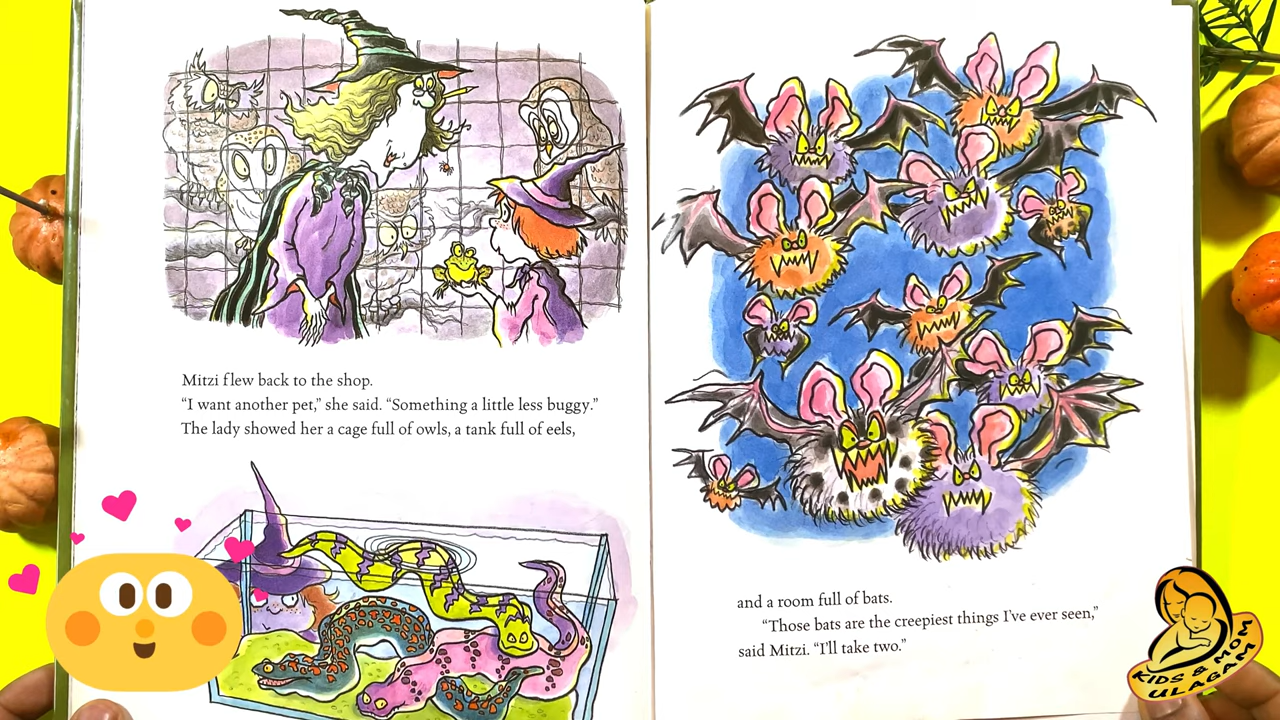 Mitzi flew back to the shop.
“I want another pet,” she said. “Something a little less buggy.”
The lady showed her a cage full of owls, a tank full of eels,
and a room full of bats.
“Those bats are the creepiest things I’ve ever seen,”
said Mitzi. “I’ll take two.”
KIDS & MOM
ULAGAM